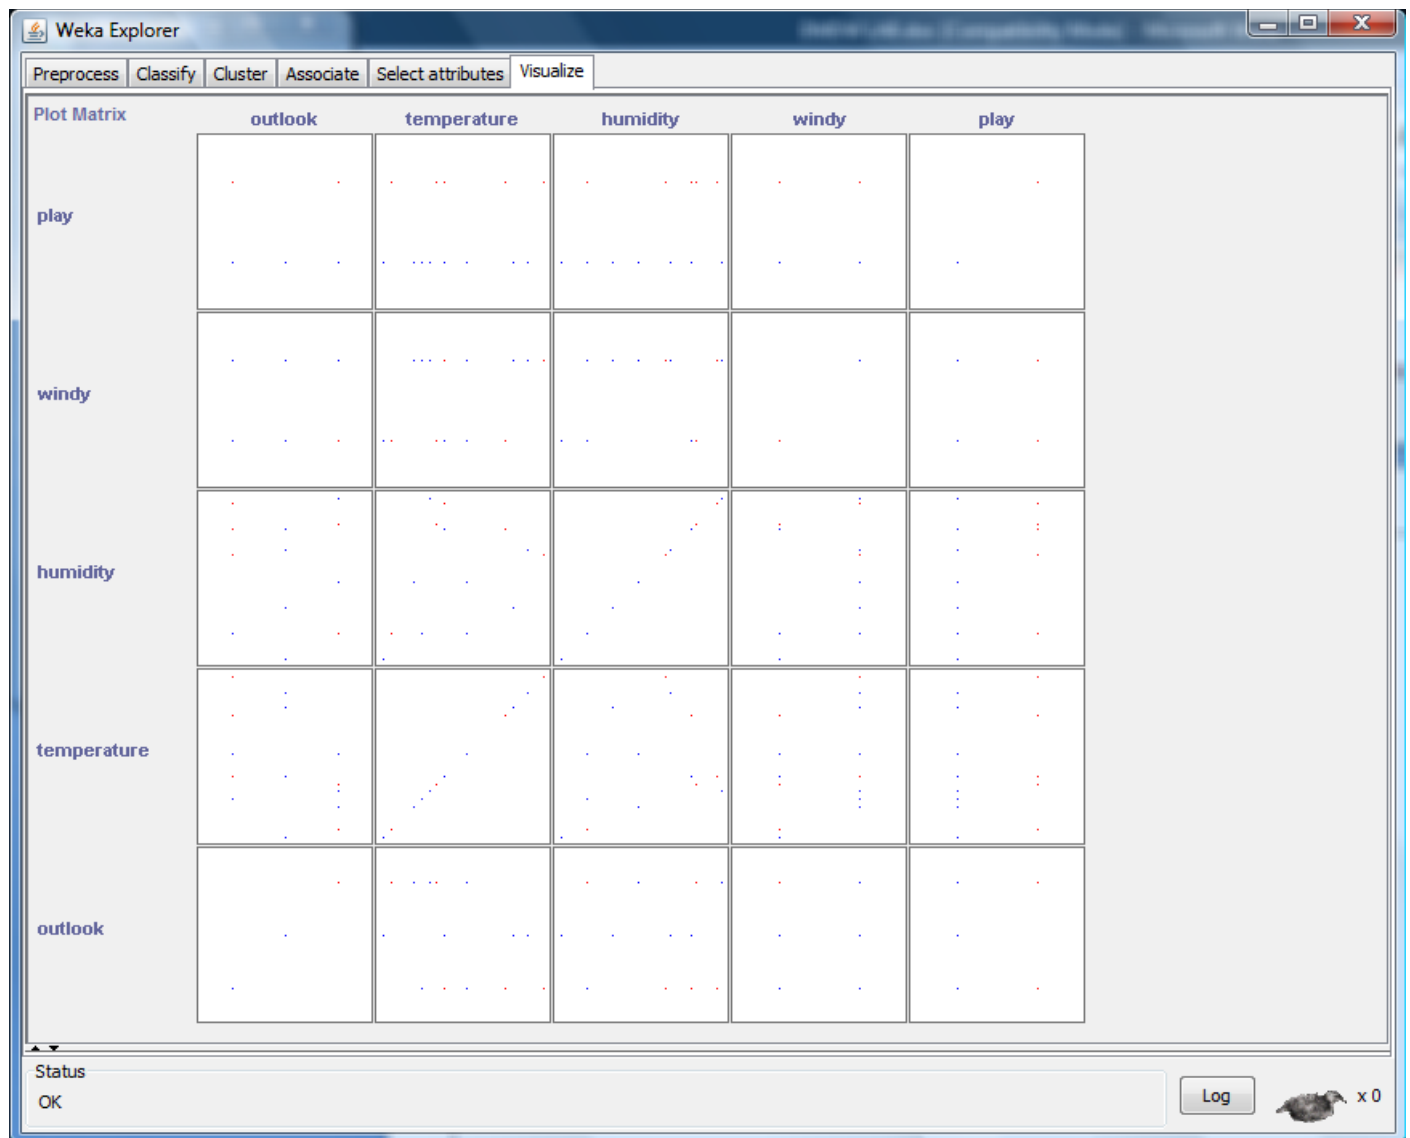 Weka Explorer
Preprocess Classify Cluster Associate Select attributes Visualize
Plot Matrix
outlook temperature humidity windy play
play
windy
humidity
temperature
outlook
Status
OK
Log
x 0